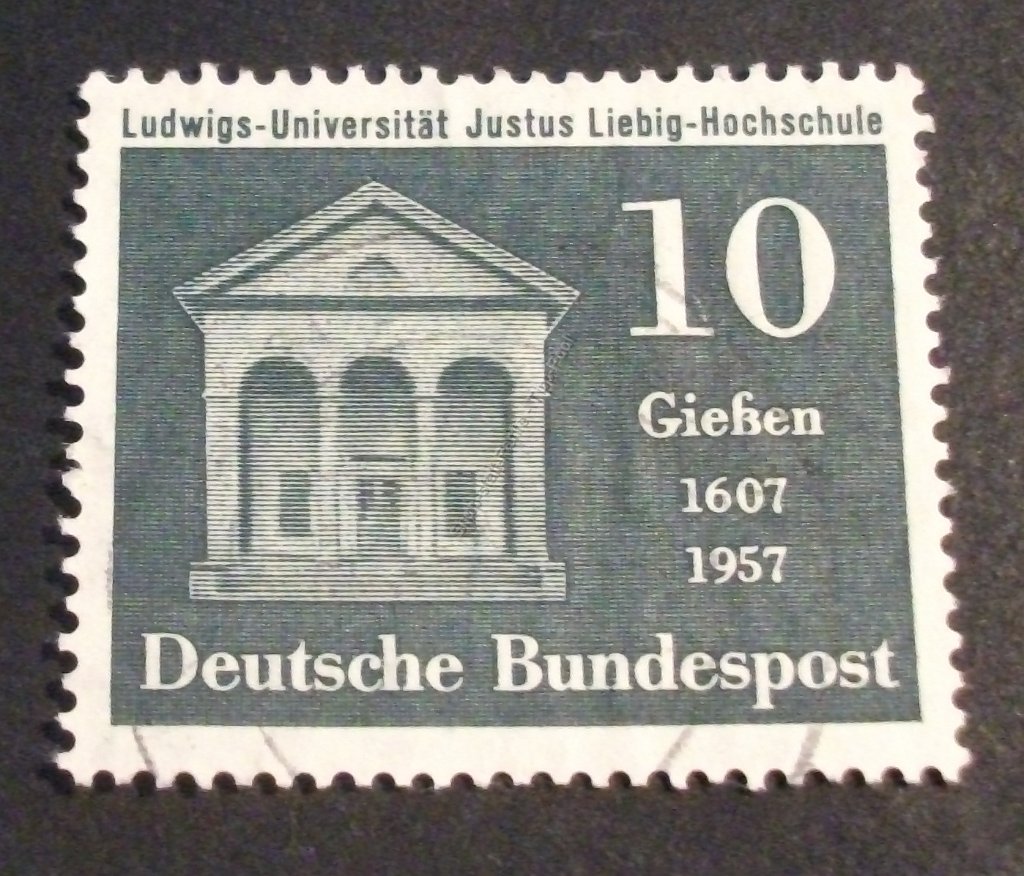 Ludwigs-Universität Justus Liebig-Hochschule
10
Gießen
1607
1957
Deutsche Bundespost